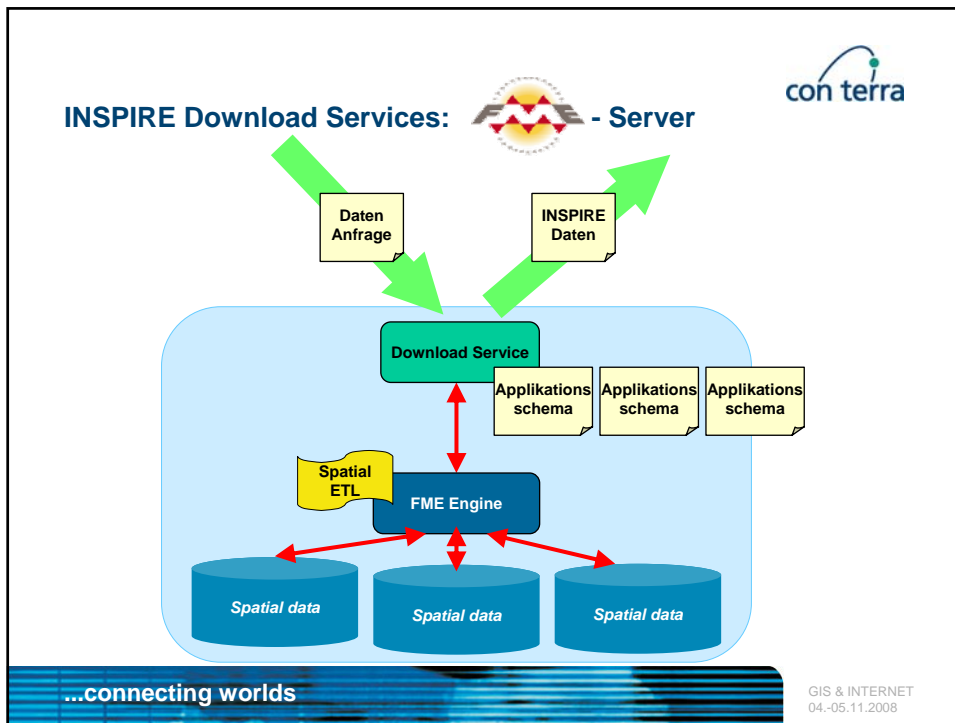 con terra
INSPIRE Download Services: FME - Server
Daten
Anfrage
INSPIRE
Daten
Download Service
Applikations
schema
Applikations
schema
Applikations
schema
Spatial
ETL
FME Engine
Spatial data
Spatial data
Spatial data
...connecting worlds
GIS & INTERNET
04.-05.11.2008